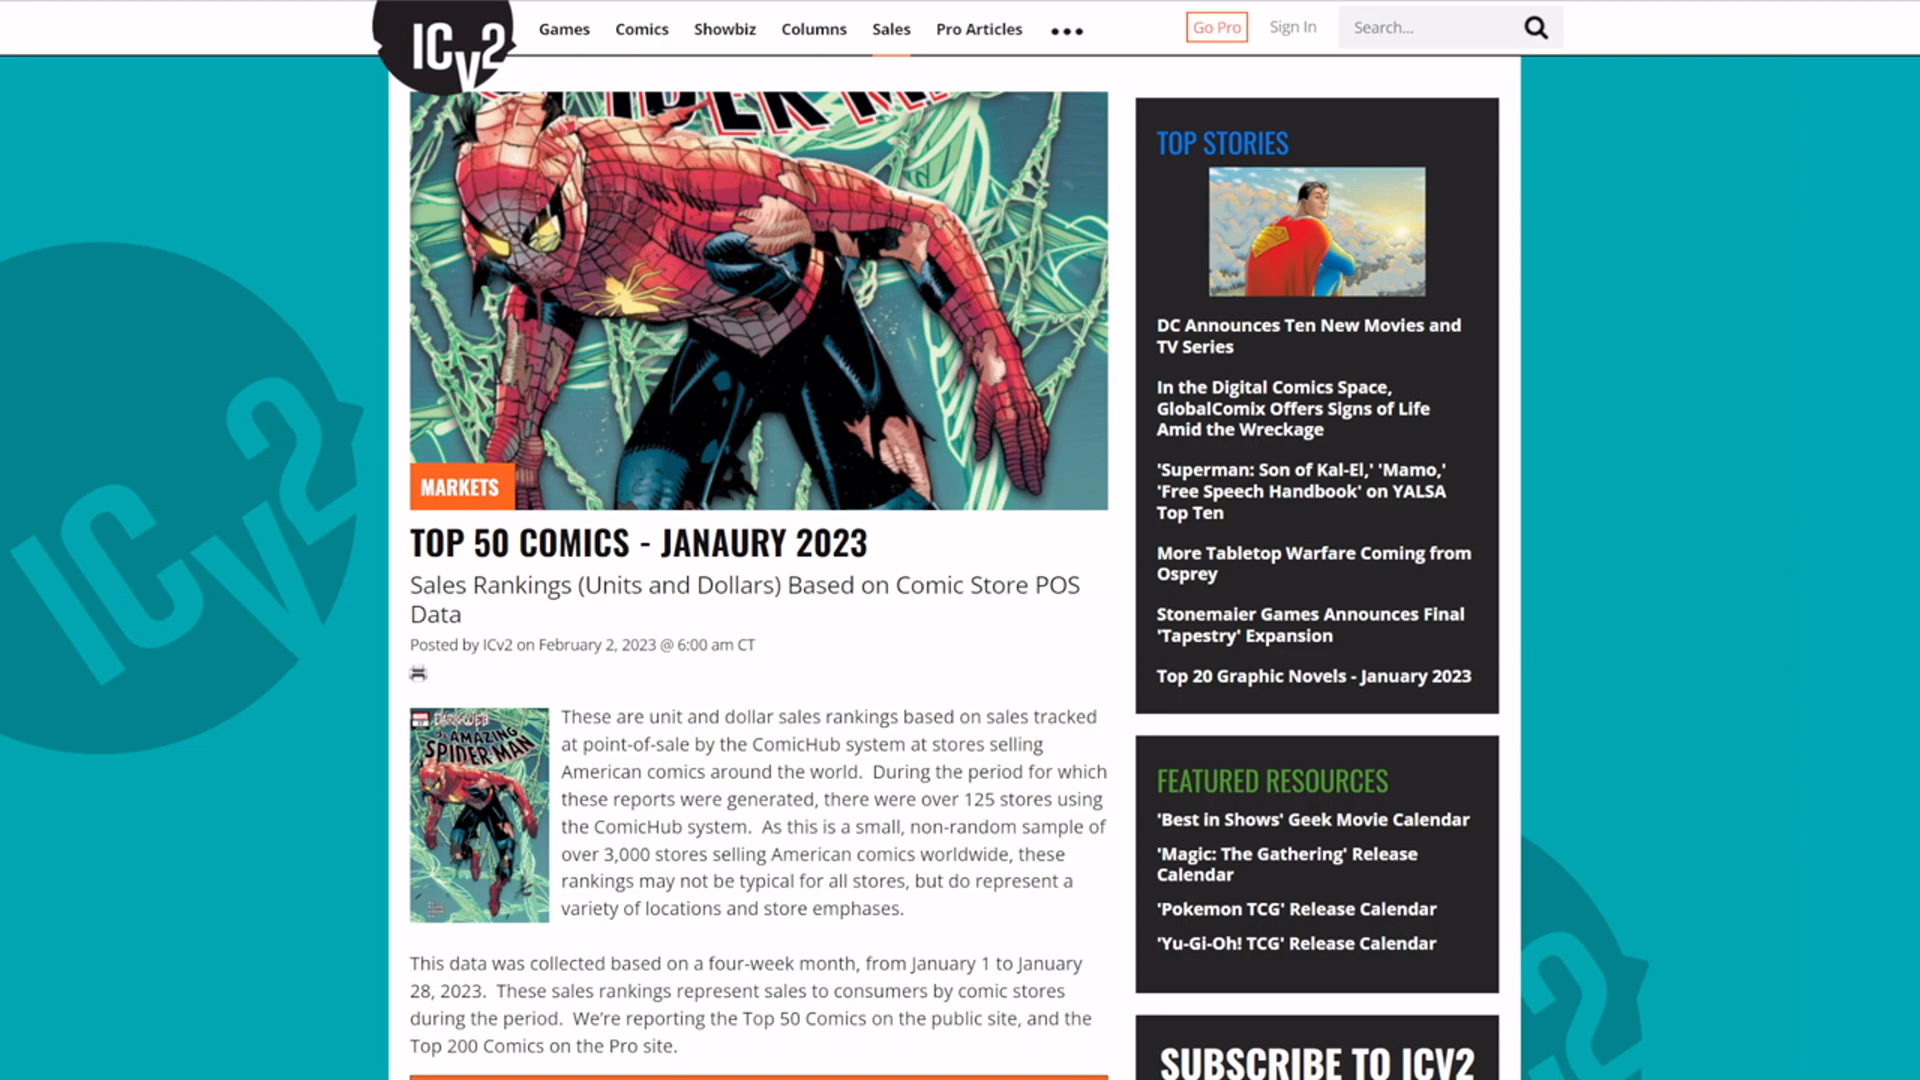 ICv2
Games
Comics
Showbiz
Columns
Sales
Pro Articles
Go Pro
Sign In
Search...
SPIDER-MAN
MARKETS
TOP 50 COMICS - JANAURY 2023
Sales Rankings (Units and Dollars) Based on Comic Store POS
Data
Posted by ICv2 on February 2, 2023 @ 6:00 am CT
DARK WEB
AMAZING
SPIDER-MAN
These are unit and dollar sales rankings based on sales tracked
at point-of-sale by the ComicHub system at stores selling
American comics around the world.  During the period for which
these reports were generated, there were over 125 stores using
the ComicHub system.  As this is a small, non-random sample of
over 3,000 stores selling American comics worldwide, these
rankings may not be typical for all stores, but do represent a
variety of locations and store emphases.
This data was collected based on a four-week month, from January 1 to January
28, 2023.  These sales rankings represent sales to consumers by comic stores
during the period.  We're reporting the Top 50 Comics on the public site, and the
Top 200 Comics on the Pro site.
TOP STORIES
DC Announces Ten New Movies and
TV Series
In the Digital Comics Space,
GlobalComix Offers Signs of Life
Amid the Wreckage
'Superman: Son of Kal-El,' 'Mamo,'
'Free Speech Handbook' on YALSA
Top Ten
More Tabletop Warfare Coming from
Osprey
Stonemaier Games Announces Final
'Tapestry' Expansion
Top 20 Graphic Novels - January 2023
FEATURED RESOURCES
'Best in Shows' Geek Movie Calendar
'Magic: The Gathering' Release
Calendar
'Pokemon TCG' Release Calendar
'Yu-Gi-Oh! TCG' Release Calendar
SUBSCRIBE TO ICV2
ICv2
v2